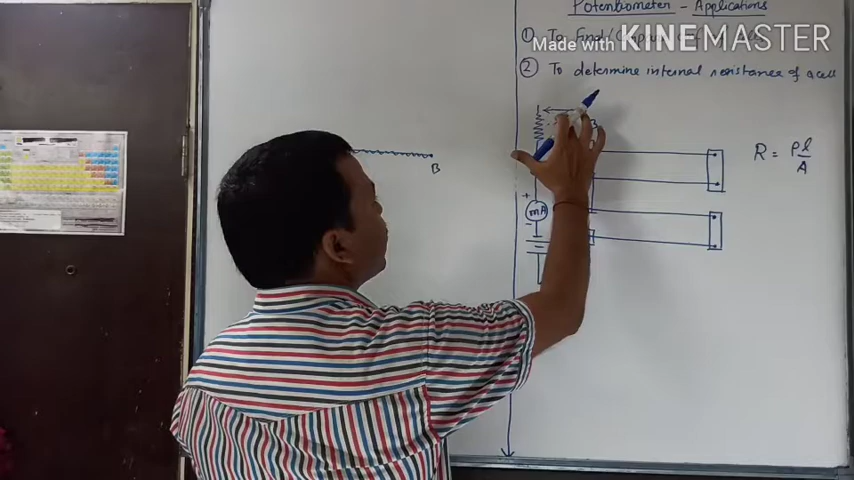 Potentiometer - Applications
① To Find/
Made With KINEMASTER
② To determine internal resistance of a cell
B
R = ρl
A
+
mA
-
B